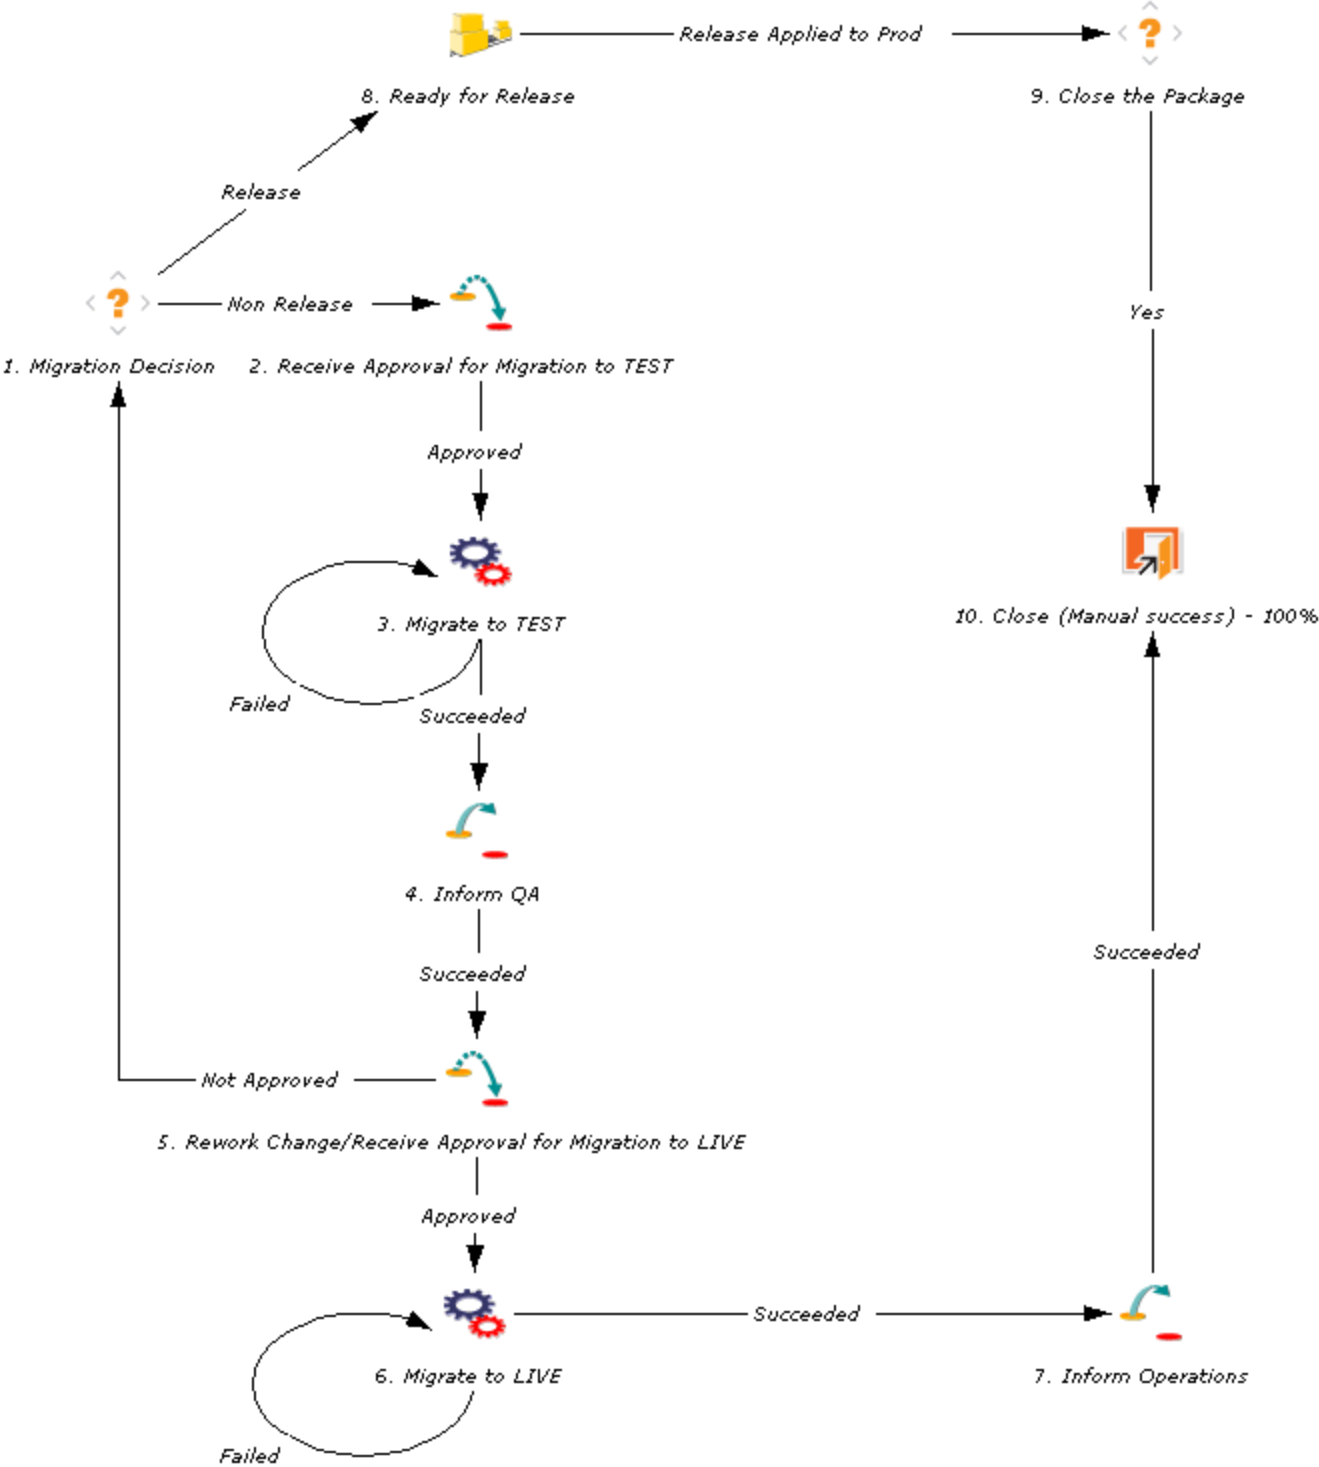 Release Applied to Prod
8. Ready for Release
9. Close the Package
Release
Non Release
Yes
1. Migration Decision
2. Receive Approval for Migration to TEST
Approved
3. Migrate to TEST
10. Close (Manual success) - 100%
Failed
Succeeded
4. Inform QA
Succeeded
Succeeded
Not Approved
5. Rework Change/Receive Approval for Migration to LIVE
Approved
Succeeded
6. Migrate to LIVE
7. Inform Operations
Failed